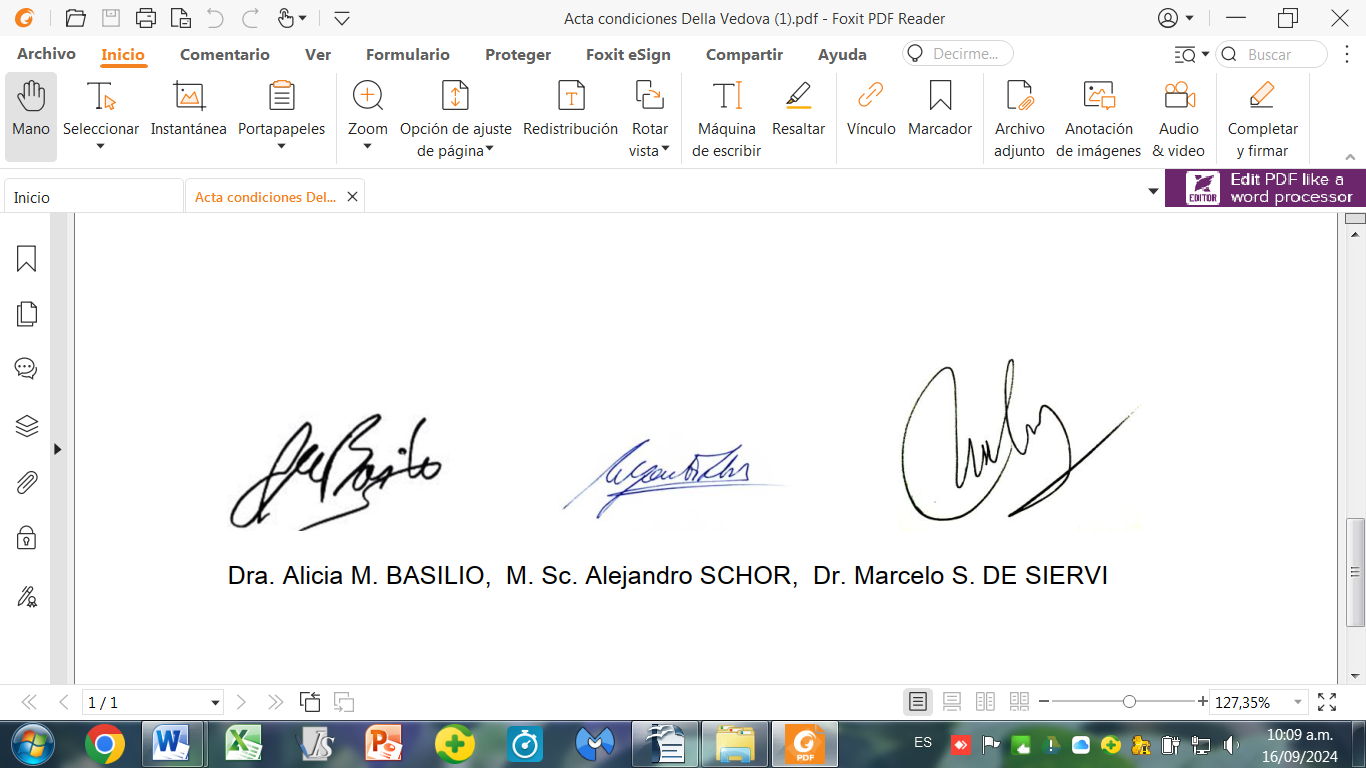 Acta condiciones Della Vedova (1).pdf - Foxit PDF Reader
Archivo Inicio Comentario Ver Formulario Proteger Foxit eSign Compartir Ayuda Decirme... Buscar
Mano Seleccionar Instantánea Portapapeles Zoom Opción de ajuste de página Redistribución Rotar vista Máquina de escribir Resaltar Vínculo Marcador Archivo adjunto Anotación de imágenes Audio & video Completar y firmar
Inicio Acta condiciones Del... EDITOR Edit PDF like a
word processor
Dra. Alicia M. BASILIO, M. Sc. Alejandro SCHOR, Dr. Marcelo S. DE SIERVI
1 / 1 127,35%
ES 10:09 a.m.
16/09/2024